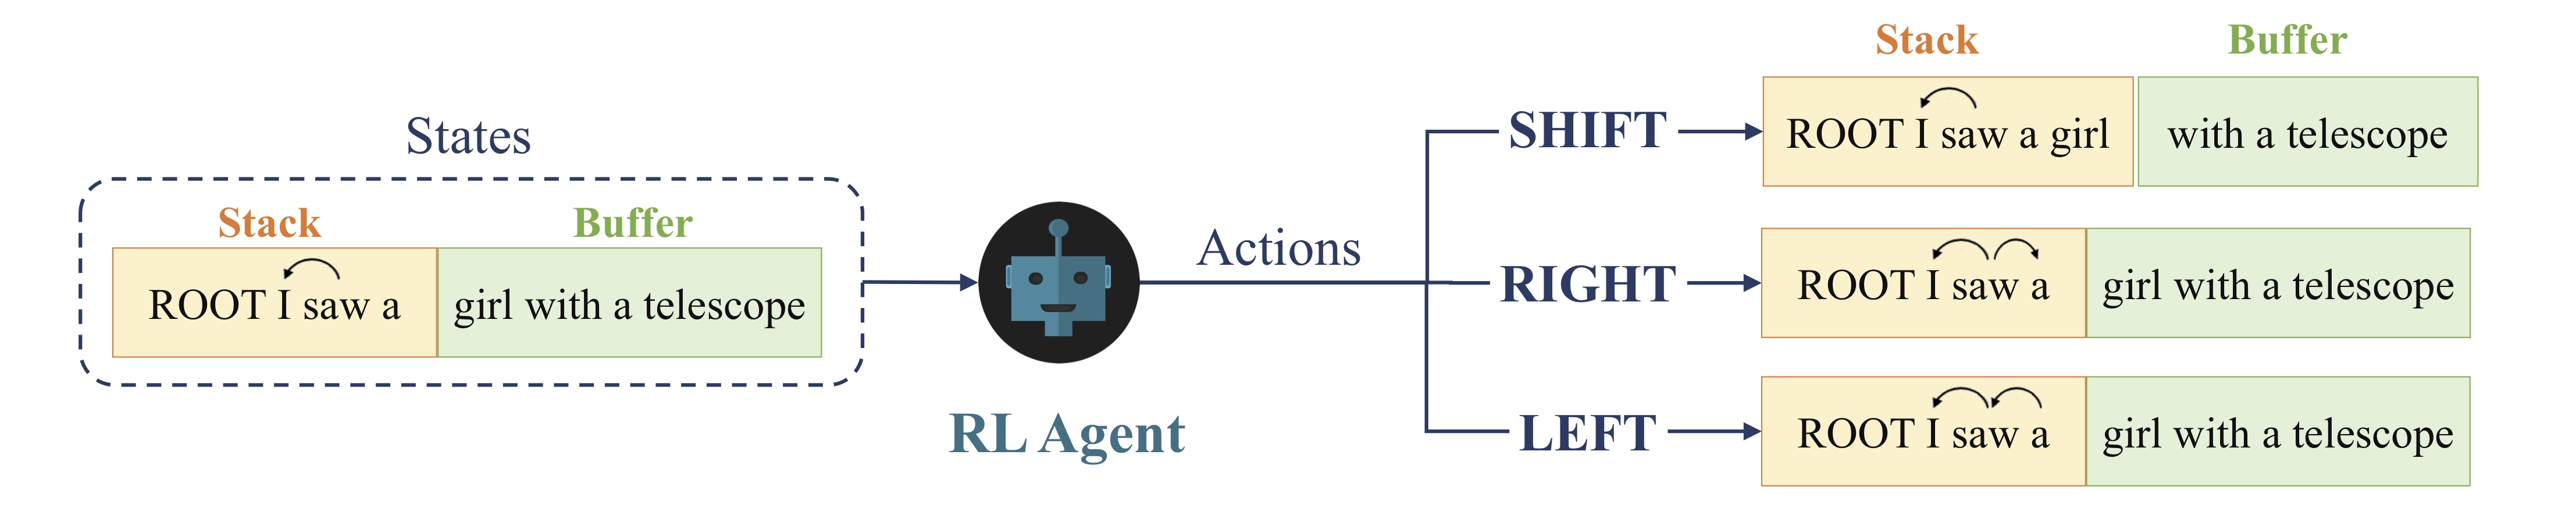 States
Stack Buffer
ROOT I saw a girl with a telescope
RL Agent
Actions
SHIFT
RIGHT
LEFT
Stack Buffer
ROOT I saw a girl with a telescope
ROOT I saw a girl with a telescope
ROOT I saw a girl with a telescope